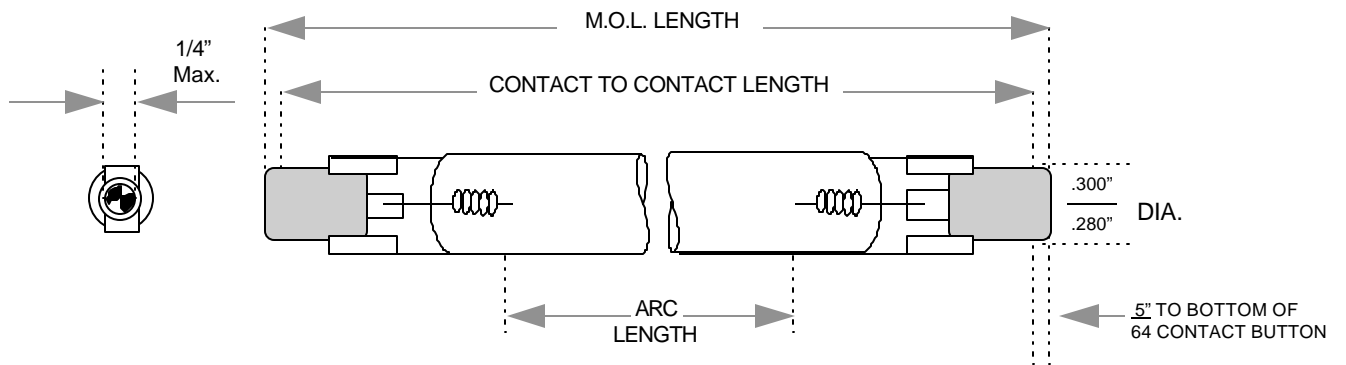 M.O.L. LENGTH
1/4”
Max.
CONTACT TO CONTACT LENGTH
.300”
.280”
DIA.
ARC
LENGTH
5” TO BOTTOM OF
64 CONTACT BUTTON